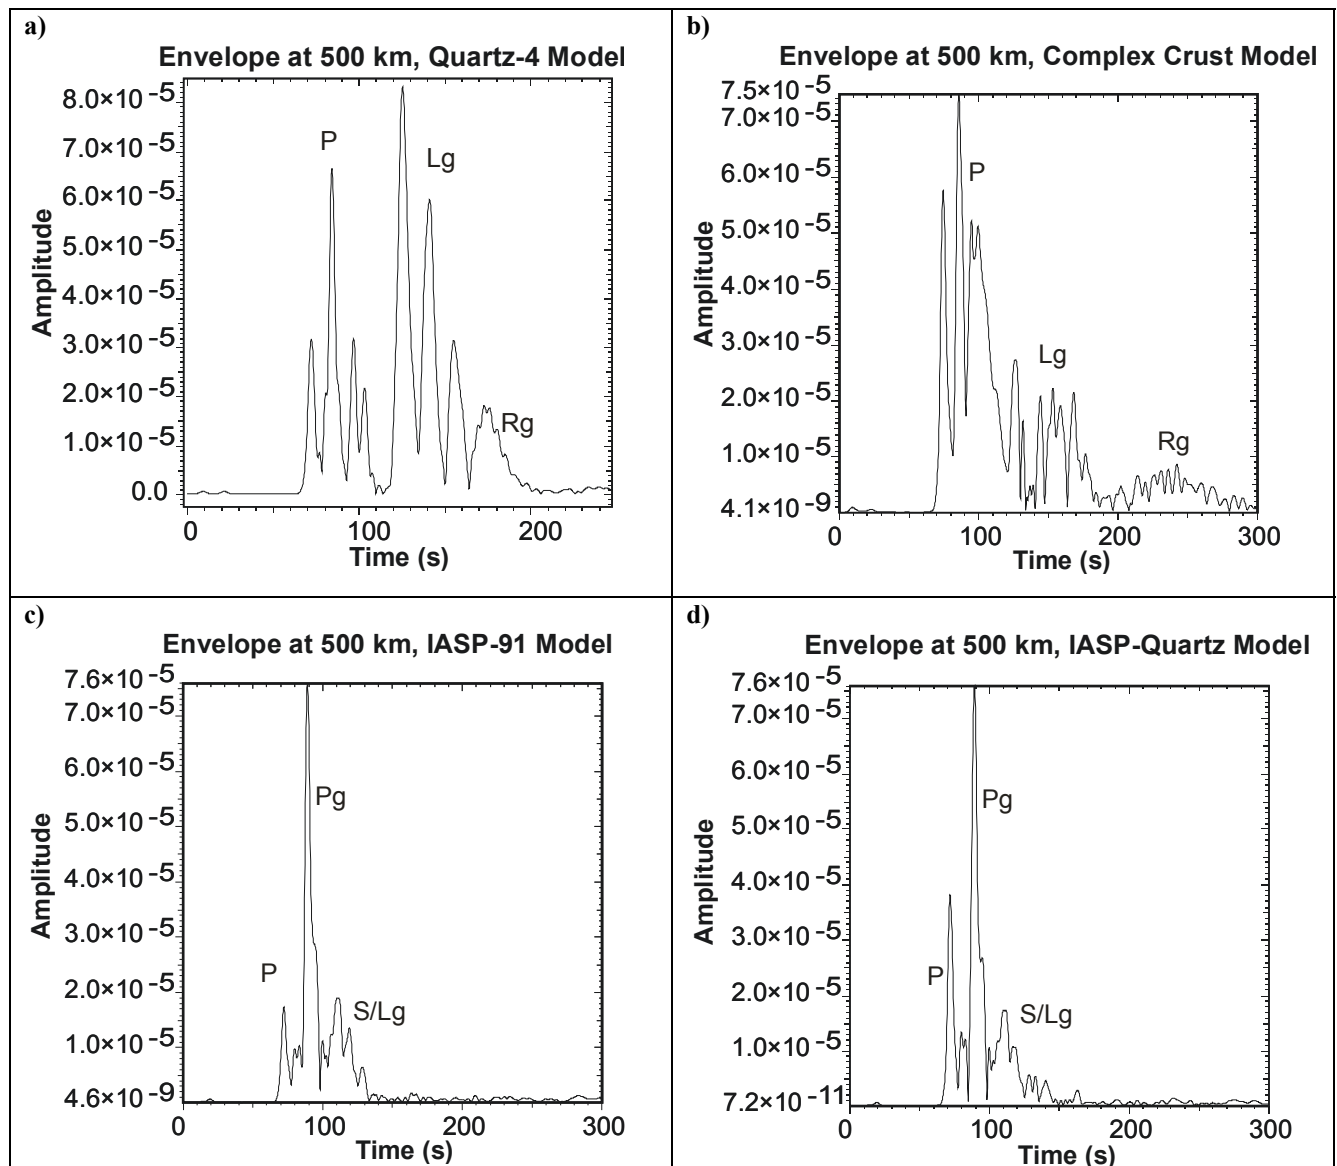 a)
Envelope at 500 km, Quartz-4 Model
8.0×10 -5
7.0×10 -5
6.0×10 -5
5.0×10 -5
4.0×10 -5
3.0×10 -5
2.0×10 -5
1.0×10 -5
0.0
Amplitude
P
Lg
Rg
0 100 200
Time (s)
b)
Envelope at 500 km, Complex Crust Model
7.5×10 -5
7.0×10 -5
6.0×10 -5
5.0×10 -5
4.0×10 -5
3.0×10 -5
2.0×10 -5
1.0×10 -5
4.1×10 -9
Amplitude
P
Lg
Rg
0 100 200 300
Time (s)
c)
Envelope at 500 km, IASP-91 Model
7.6×10 -5
7.0×10 -5
6.0×10 -5
5.0×10 -5
4.0×10 -5
3.0×10 -5
2.0×10 -5
1.0×10 -5
4.6×10 -9
Amplitude
Pg
P
S/Lg
0 100 200 300
Time (s)
d)
Envelope at 500 km, IASP-Quartz Model
7.6×10 -5
7.0×10 -5
6.0×10 -5
5.0×10 -5
4.0×10 -5
3.0×10 -5
2.0×10 -5
1.0×10 -5
7.2×10 -11
Amplitude
Pg
P
S/Lg
0 100 200 300
Time (s)